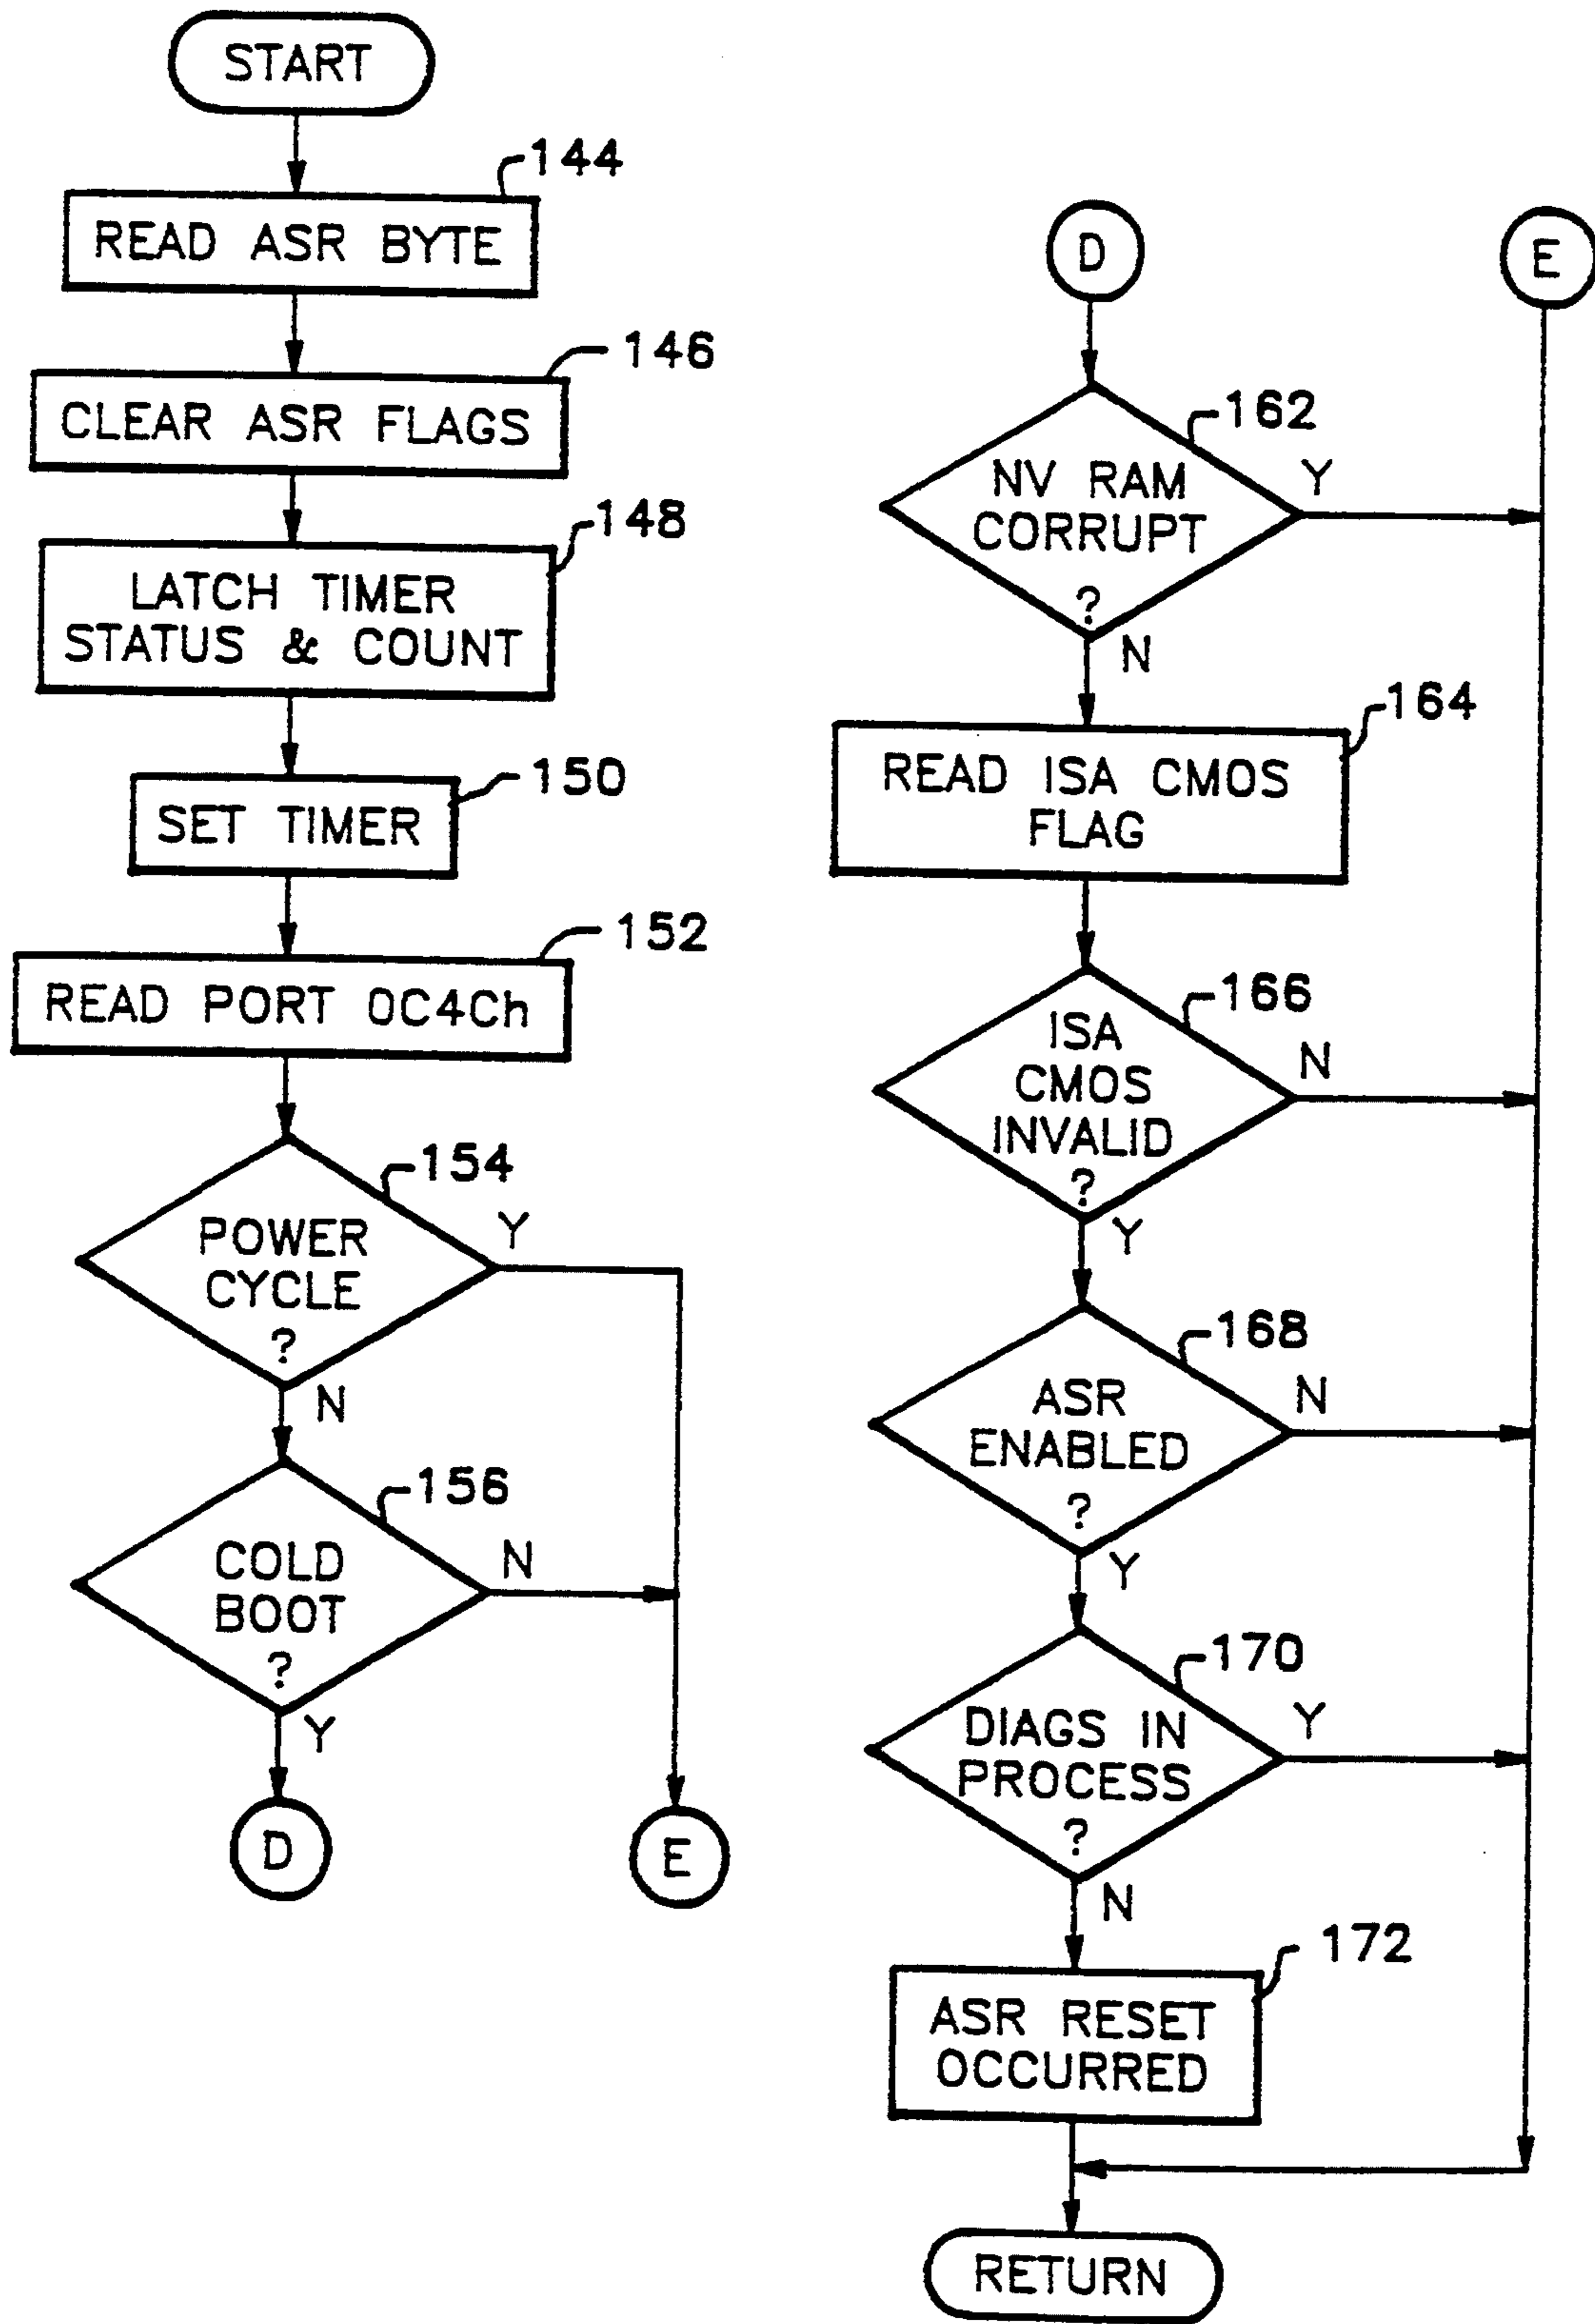 START
144
READ ASR BYTE
146
CLEAR ASR FLAGS
148
LATCH TIMER
STATUS & COUNT
150
SET TIMER
152
READ PORT 0C4Ch
154
POWER
CYCLE
?
Y
N
156
COLD
BOOT
?
N
Y
D
E
D
E
162
NV RAM
CORRUPT
?
Y
N
164
READ ISA CMOS
FLAG
166
ISA
CMOS
INVALID
?
N
Y
168
ASR
ENABLED
?
N
Y
170
DIAGS IN
PROCESS
?
Y
N
172
ASR RESET
OCCURRED
RETURN